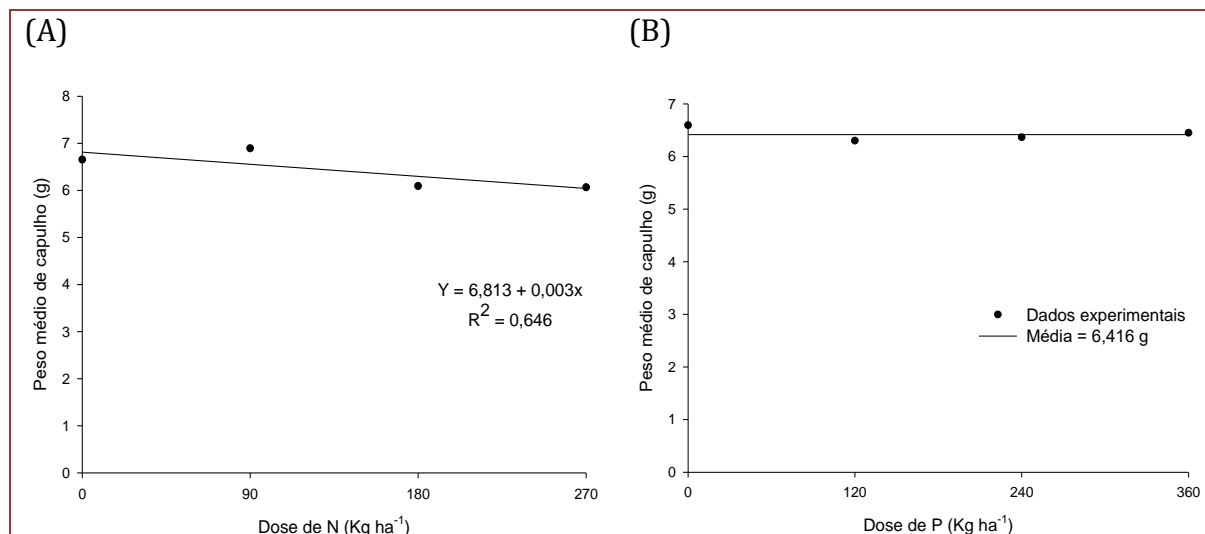 (A)
(B)
8
7
6
5
4
3
2
1
0
Peso médio de capulho (g)
Y = 6,813 + 0,003x
R² = 0,646
0 90 180 270
Dose de N (Kg ha⁻¹)
7
6
5
4
3
2
1
0
Peso médio de capulho (g)
Dados experimentais
Média = 6,416 g
0 120 240 360
Dose de P (Kg ha⁻¹)